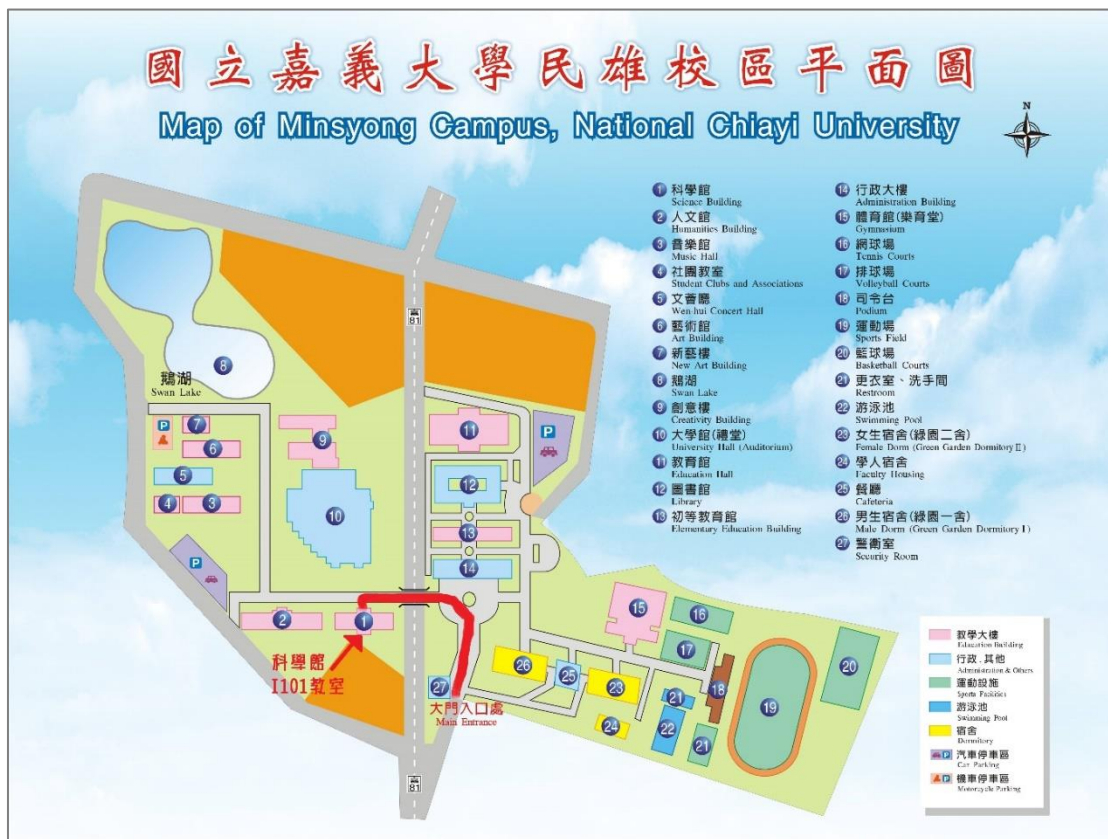 國立嘉義大學民雄校區平面圖
Map of Minsyong Campus, National Chiayi University
N
1 科學館
Science Building
2 人文館
Humanities Building
3 音樂館
Music Hall
4 社團教室
Student Clubs and Associations
5 文薈廳
Wen-hui Concert Hall
6 藝術館
Art Building
7 新藝樓
New Art Building
8 鵝湖
Swan Lake
9 創意樓
Creativity Building
10 大學館(禮堂)
University Hall (Auditorium)
11 教育館
Education Hall
12 圖書館
Library
13 初等教育館
Elementary Education Building
14 行政大樓
Administration Building
15 體育館(樂育堂)
Gymnasium
16 網球場
Tennis Courts
17 排球場
Volleyball Courts
18 司令台
Podium
19 運動場
Sports Field
20 籃球場
Basketball Courts
21 更衣室、洗手間
Restroom
22 游泳池
Swimming Pool
23 女生宿舍(綠園二舍)
Female Dorm (Green Garden Dormitory II)
24 學人宿舍
Faculty Housing
25 餐廳
Cafeteria
26 男生宿舍(綠園一舍)
Male Dorm (Green Garden Dormitory I)
27 警衛室
Security Room
嘉
81
8
鵝湖
Swan Lake
P
7
6
5
4
3
9
10
11
P
12
13
14
P
2
1
科學館
I101教室
27
大門入口處
Main Entrance
嘉
81
15
16
17
18
19
20
21
22
21
23
24
25
26
教學大樓
Education Building
行政.其他
Administration & Others
運動設施
Sports Facilities
游泳池
Swimming Pool
宿舍
Dormitory
P 汽車停車區
Car Parking
P 機車停車區
Motorcycle Parking